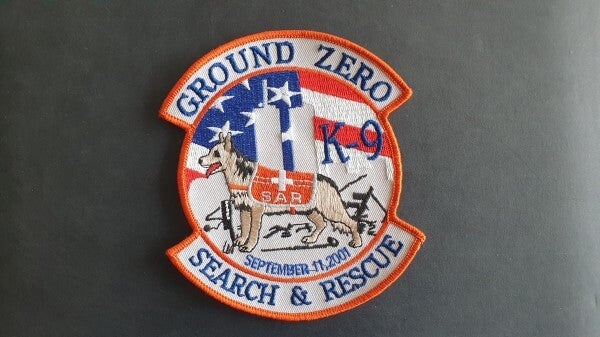 GROUND ZERO
K-9
SAR
SEPTEMBER 11, 2001
SEARCH & RESCUE